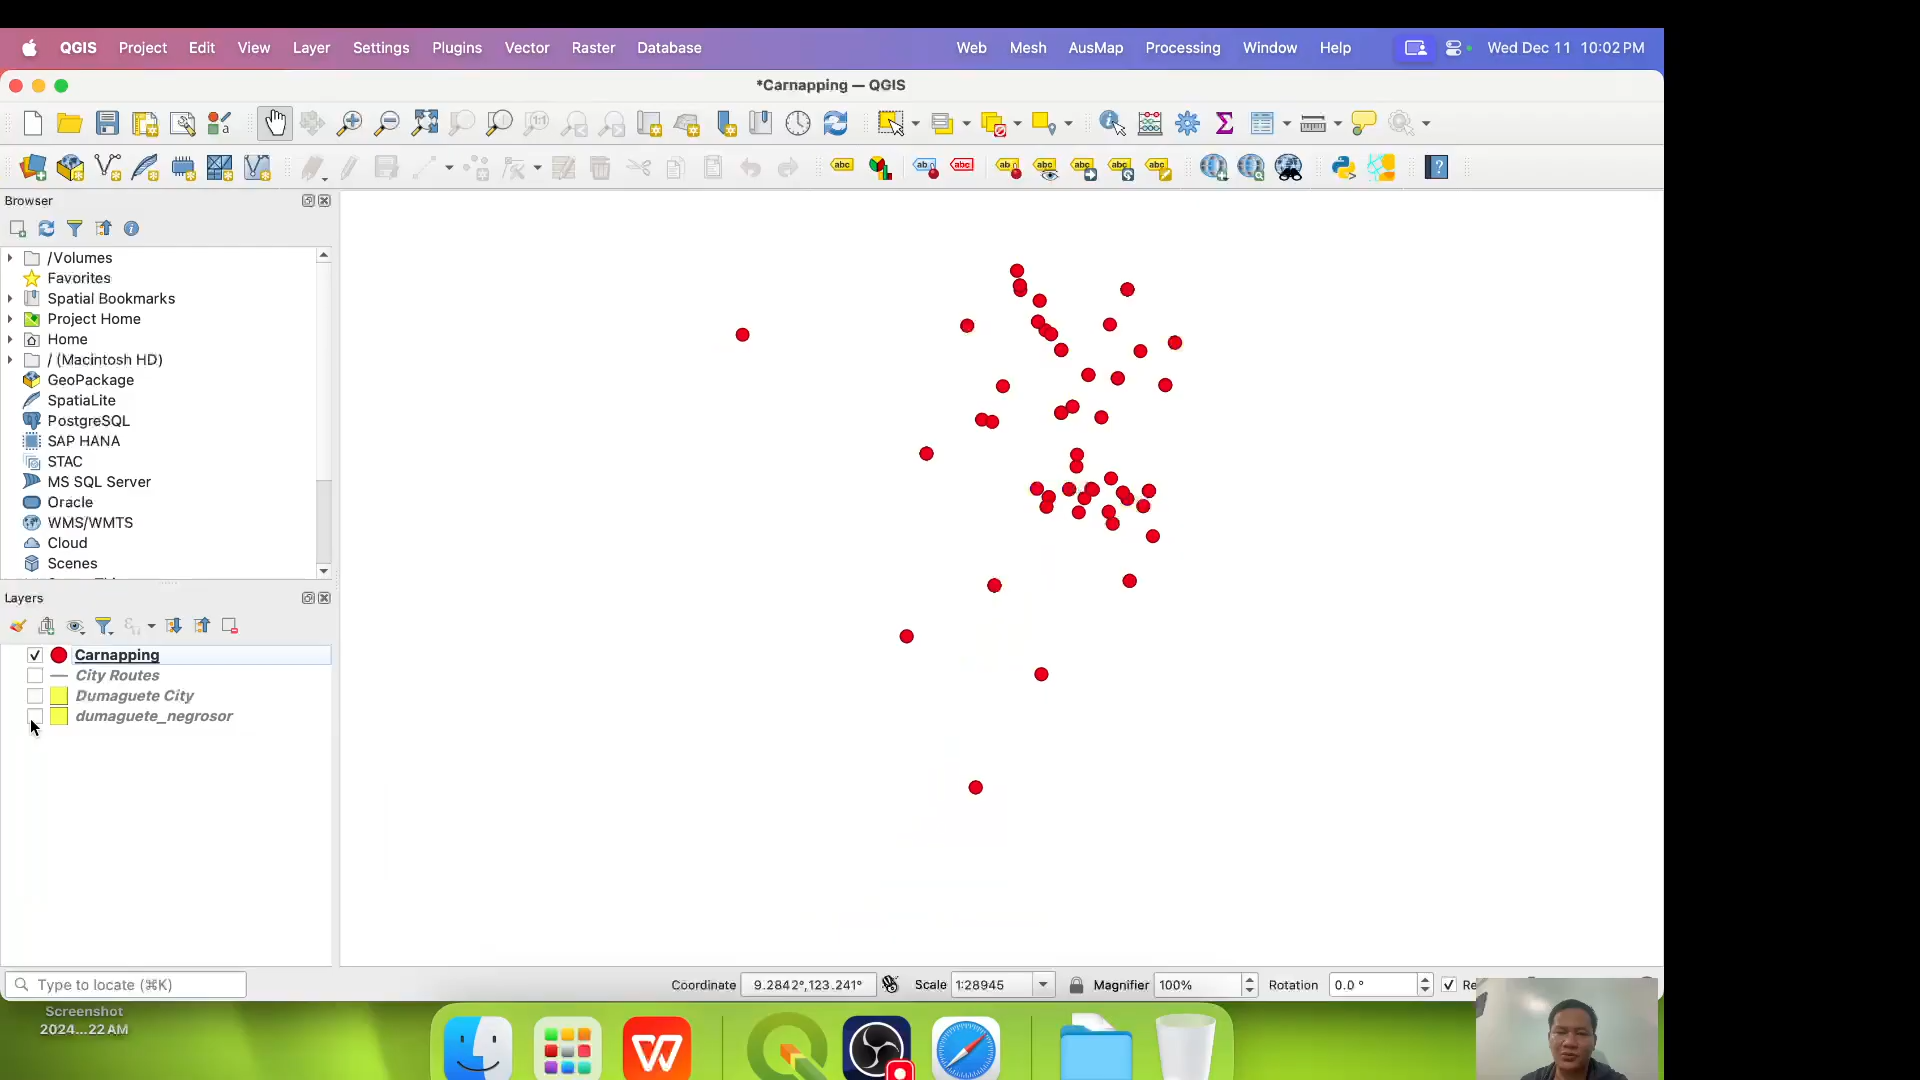 QGIS Project Edit View Layer Settings Plugins Vector Raster Database Web Mesh AusMap Processing Window Help Wed Dec 11 10:02 PM
*Carnapping — QGIS
Browser
/Volumes
Favorites
Spatial Bookmarks
Project Home
Home
/ (Macintosh HD)
GeoPackage
SpatiaLite
PostgreSQL
SAP HANA
STAC
MS SQL Server
Oracle
WMS/WMTS
Cloud
Scenes
Layers
Carnapping
City Routes
Dumaguete City
dumaguete_negrosor
Type to locate (⌘K)
Coordinate 9.2842°,123.241° Scale 1:28945 Magnifier 100% Rotation 0.0 °
Screenshot
2024...22 AM